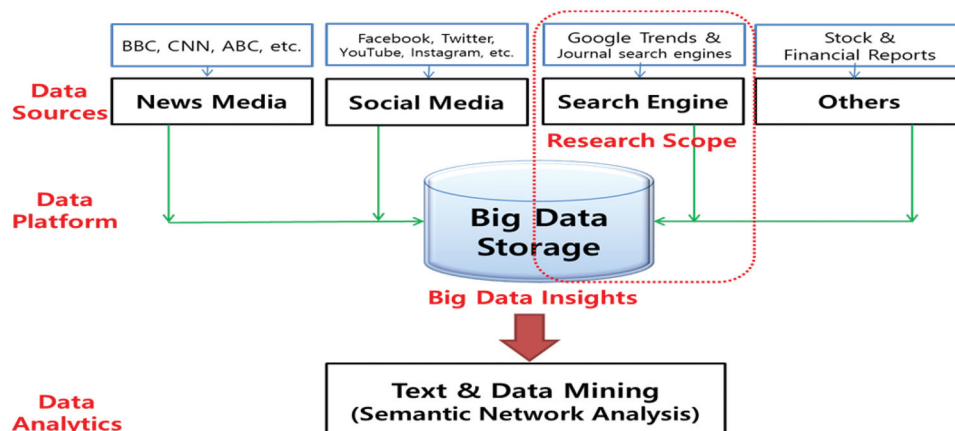 BBC, CNN, ABC, etc.
Facebook, Twitter,
YouTube, Instagram, etc.
Google Trends &
Journal search engines
Stock &
Financial Reports
Data
Sources
News Media
Social Media
Search Engine
Others
Research Scope
Data
Platform
Big Data
Storage
Big Data Insights
Text & Data Mining
(Semantic Network Analysis)
Data
Analytics